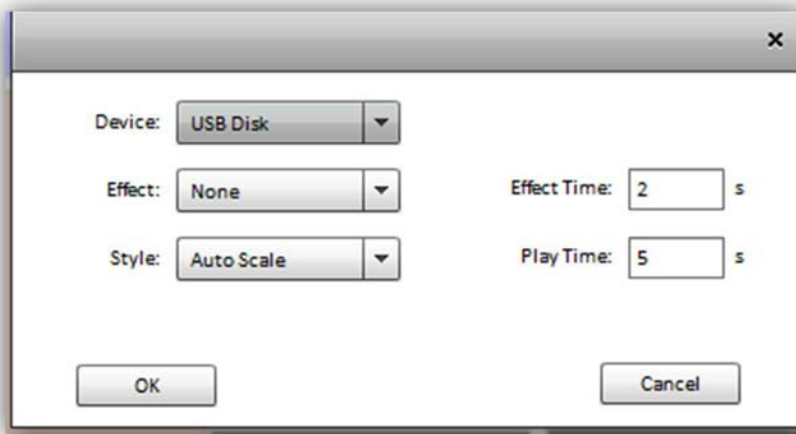 Device: USB Disk
Effect: None Effect Time: 2 s
Style: Auto Scale Play Time: 5 s
OK Cancel